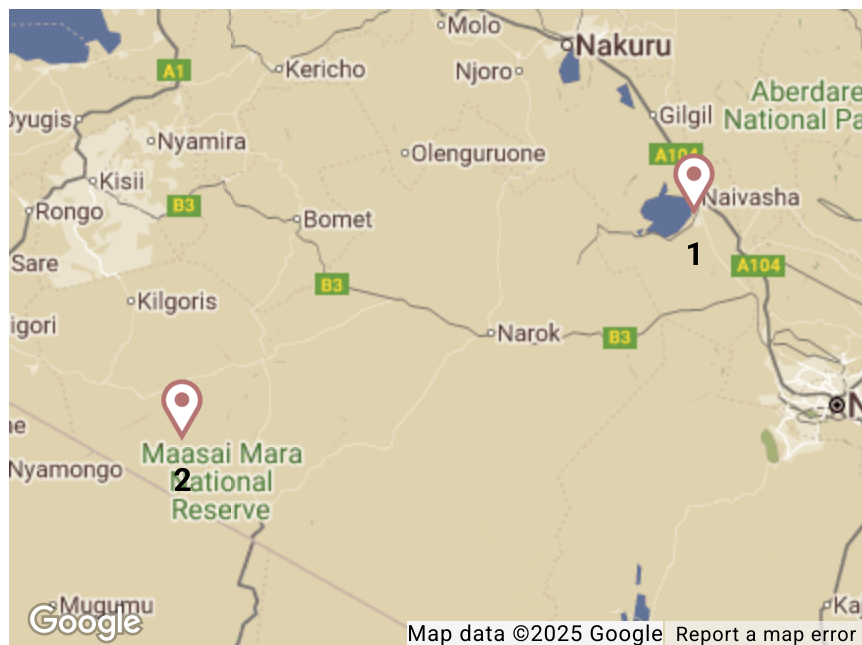 Molo
Nakuru
A1
Kericho
Njoro
Aberdare
National Pa
Gilgil
Oyugis
Nyamira
Olenguruone
A104
Kisii
Naivasha
B3
Rongo
Bomet
1
Sare
A104
B3
Kilgoris
igori
Narok
B3
N
ne
Maasai Mara
National
Reserve
2
Nyamongo
Mugumu
Google
Ka
Map data ©2025 Google
Report a map error